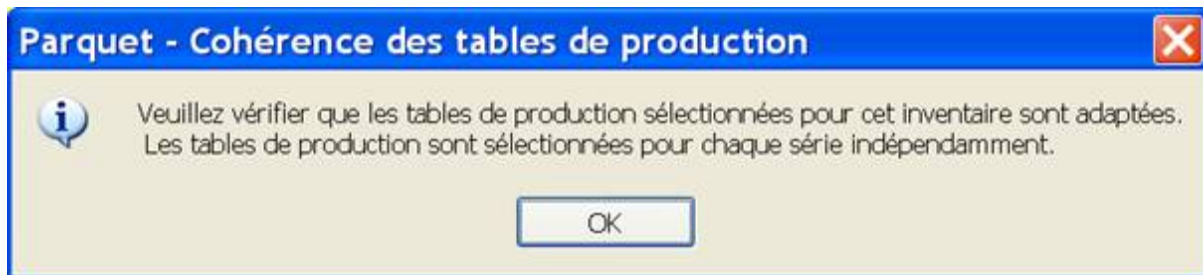 Parquet - Cohérence des tables de production
Veuillez vérifier que les tables de production sélectionnées pour cet inventaire sont adaptées.
Les tables de production sont sélectionnées pour chaque série indépendamment.
OK